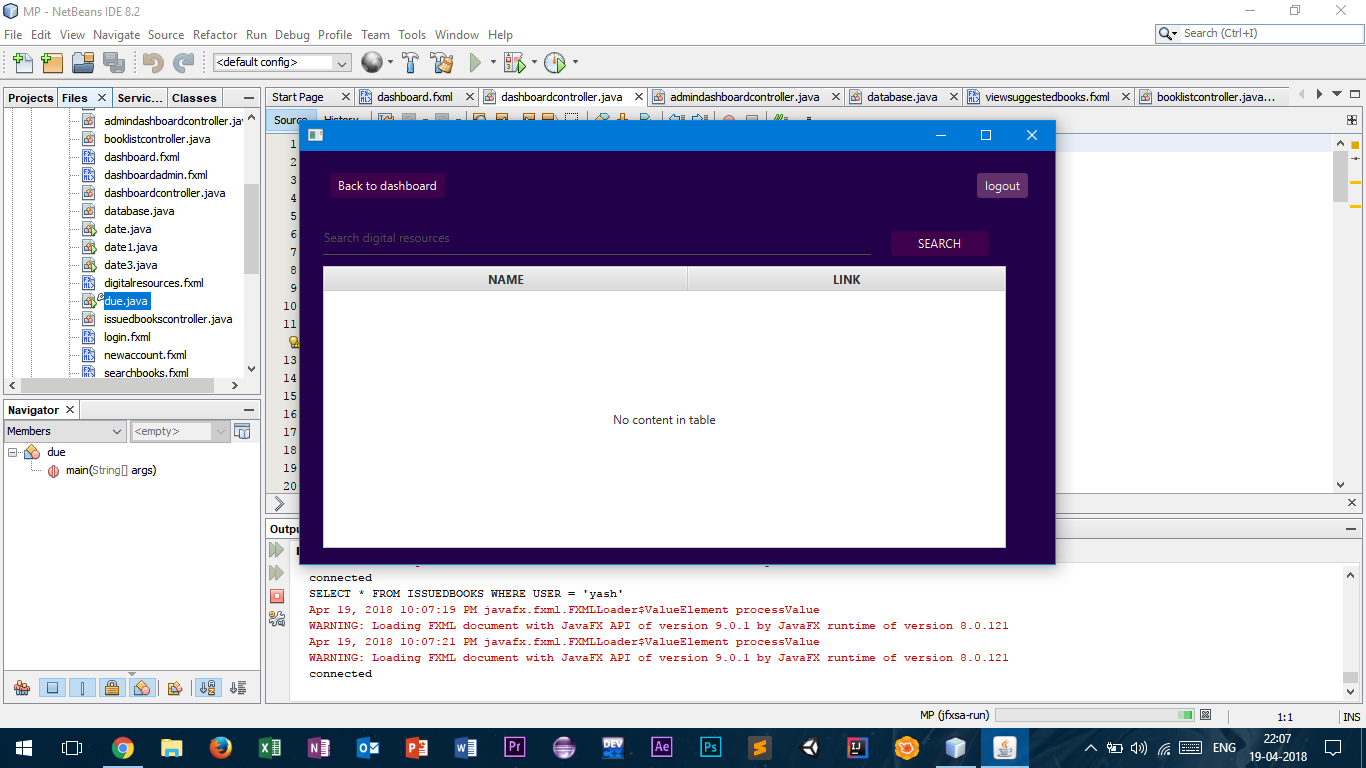 MP - NetBeans IDE 8.2
File Edit View Navigate Source Refactor Run Debug Profile Team Tools Window Help
Search (Ctrl+I)
<default config>
Projects Files Servic... Classes
Start Page dashboard.fxml dashboardcontroller.java admindashboardcontroller.java database.java viewsuggestedbooks.fxml booklistcontroller.java...
admindashboardcontroller.jav
booklistcontroller.java
dashboard.fxml
dashboardadmin.fxml
dashboardcontroller.java
database.java
date.java
date1.java
date3.java
digitalresources.fxml
due.java
issuedbookscontroller.java
login.fxml
newaccount.fxml
searchbooks.fxml
Navigator
Members <empty>
due
main(String[] args)
Source History
1
2
3
4
5
6
7
8
9
10
11
13
14
15
16
17
18
19
20
Back to dashboard
logout
Search digital resources
SEARCH
NAME LINK
No content in table
Outpu
connected
SELECT * FROM ISSUEDBOOKS WHERE USER = 'yash'
Apr 19, 2018 10:07:19 PM javafx.fxml.FXMLLoader$ValueElement processValue
WARNING: Loading FXML document with JavaFX API of version 9.0.1 by JavaFX runtime of version 8.0.121
Apr 19, 2018 10:07:21 PM javafx.fxml.FXMLLoader$ValueElement processValue
WARNING: Loading FXML document with JavaFX API of version 9.0.1 by JavaFX runtime of version 8.0.121
connected
MP (jfxsa-run)
1:1 INS
Pr
DEV
Ae
Ps
IJ
ENG
22:07
19-04-2018